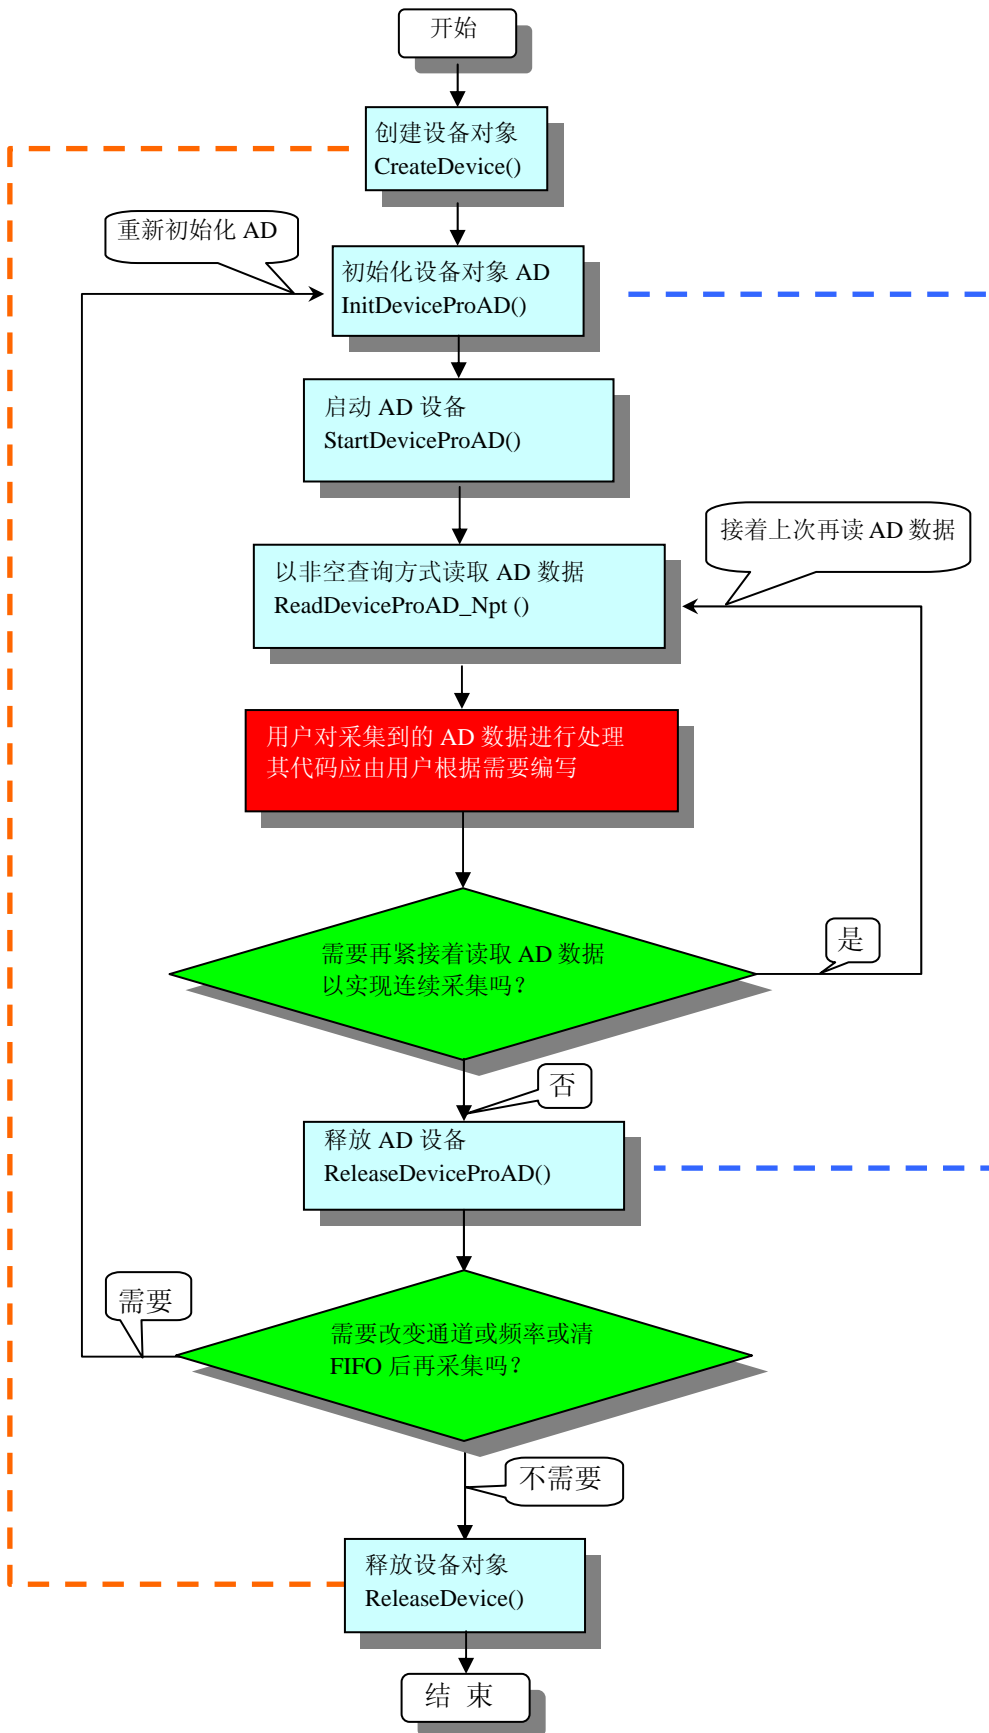 开始
创建设备对象
CreateDevice()
重新初始化 AD
初始化设备对象 AD
InitDeviceProAD()
启动 AD 设备
StartDeviceProAD()
接着上次再读 AD 数据
以非空查询方式读取 AD 数据
ReadDeviceProAD_Npt ()
用户对采集到的 AD 数据进行处理
其代码应由用户根据需要编写
需要再紧接着读取 AD 数据
以实现连续采集吗？
是
否
释放 AD 设备
ReleaseDeviceProAD()
需要
需要改变通道或频率或清
FIFO 后再采集吗？
不需要
释放设备对象
ReleaseDevice()
结 束